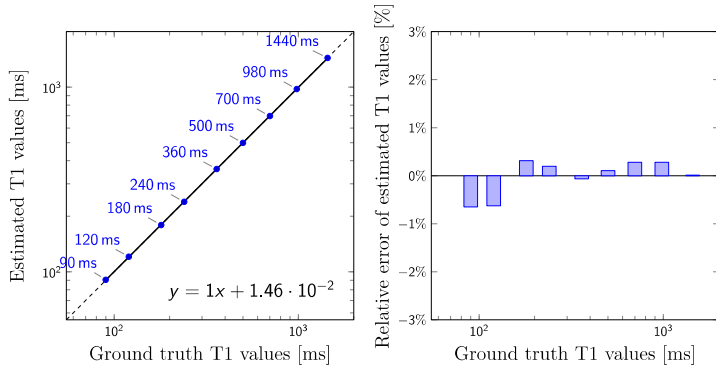 Estimated T1 values [ms]
10³
10²
1440 ms
980 ms
700 ms
500 ms
360 ms
240 ms
180 ms
120 ms
90 ms
y = 1x + 1.46 · 10⁻²
10²
10³
Ground truth T1 values [ms]
Relative error of estimated T1 values [%]
3%
2%
1%
0%
-1%
-2%
-3%
10²
10³
Ground truth T1 values [ms]